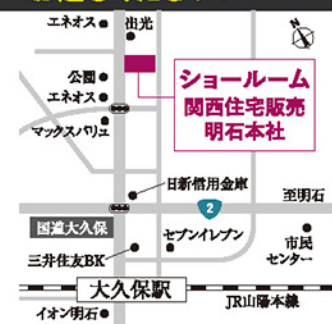 エネオス
出光
N
公園
エネオス
ショールーム
関西住宅販売
明石本社
マックスバリュ
日新信用金庫
至明石
2
国道大久保
セブンイレブン
市民
センター
三井住友BK
大久保駅
JR山陽本線
イオン明石